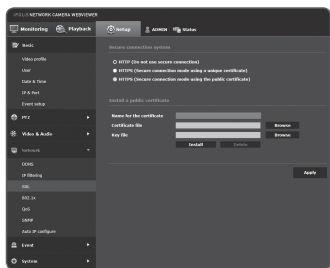 iPOLiS NETWORK CAMERA WEBVIEWER
Monitoring
Playback
Setup
ADMIN
Status
Basic
Video profile
User
Date & Time
IP & Port
Event setup
PTZ
Video & Audio
Network
DDNS
IP filtering
SSL
802.1x
QoS
SNMP
Auto IP configure
Event
System
Secure connection system
HTTP (Do not use secure connection)
HTTPS (Secure connection mode using a unique certificate)
HTTPS (Secure connection mode using the public certificate)
Install a public certificate
Name for the certificate
Certificate file
Browse
Key file
Browse
Install
Delete
Apply